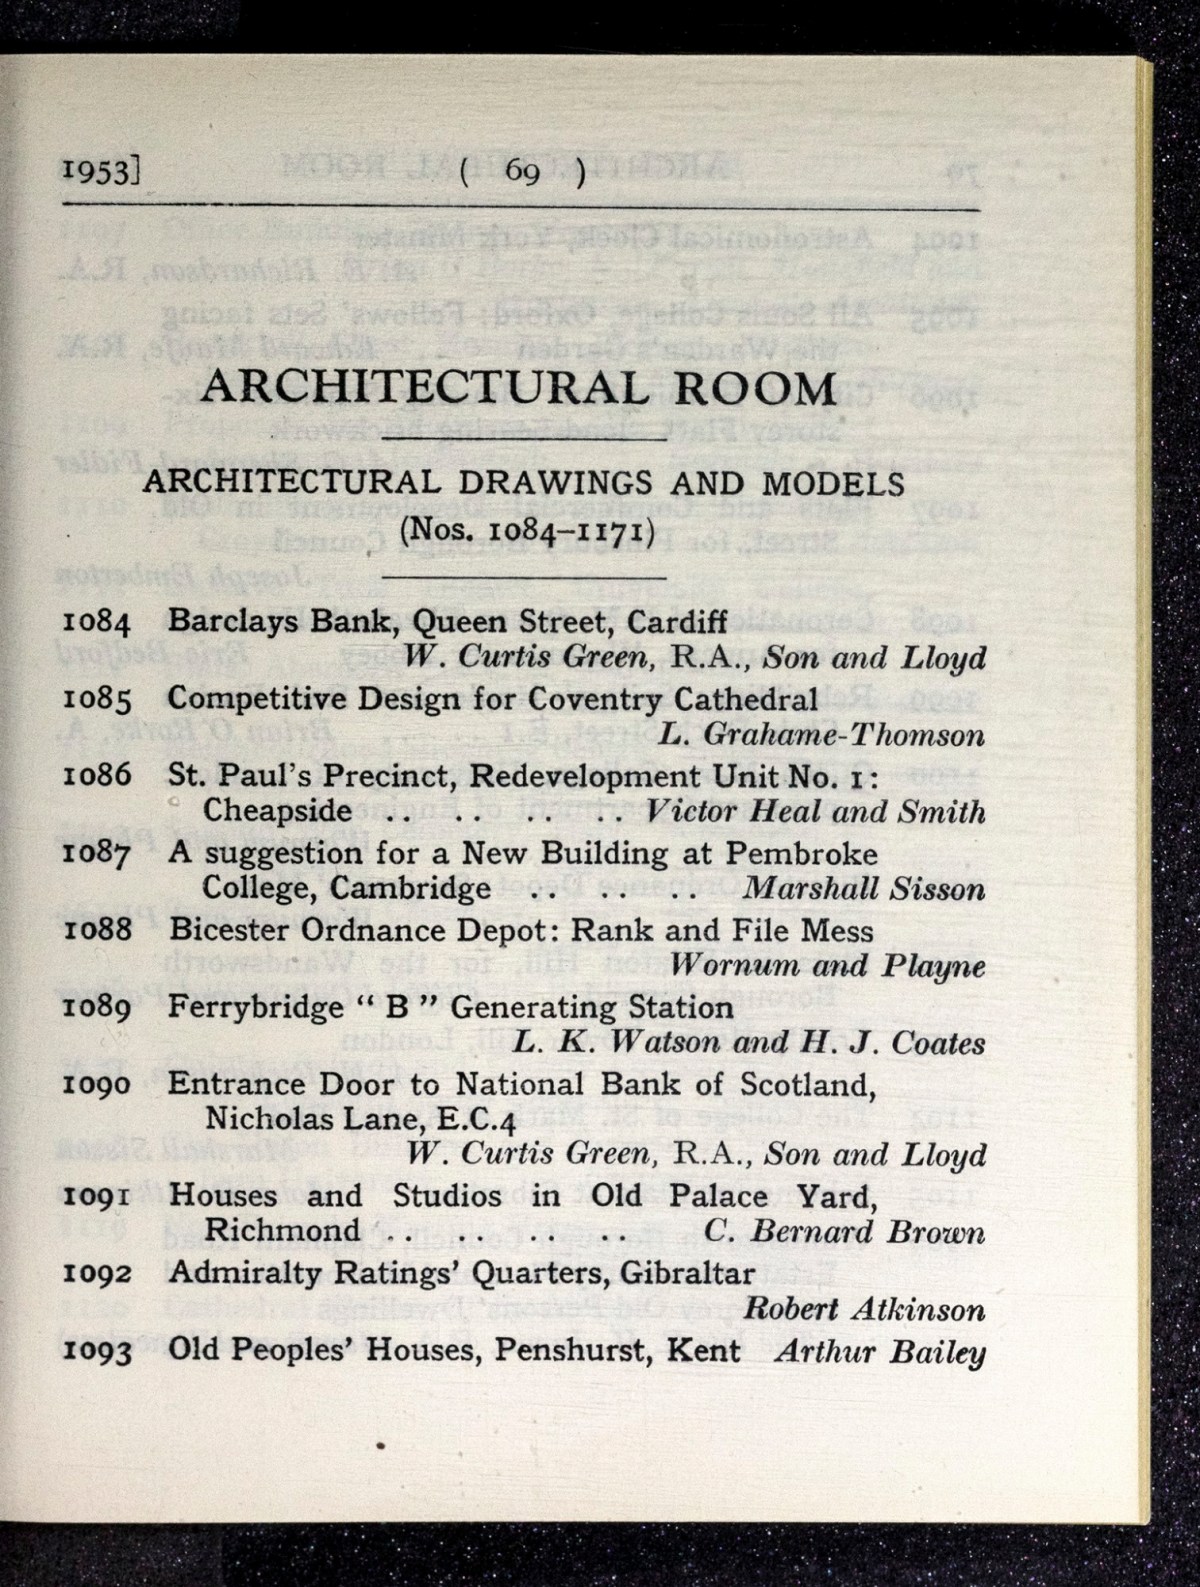 1953]
( 69 )
ARCHITECTURAL ROOM
ARCHITECTURAL DRAWINGS AND MODELS
(Nos. 1084–1171)
1084 Barclays Bank, Queen Street, Cardiff
W. Curtis Green, R.A., Son and Lloyd
1085 Competitive Design for Coventry Cathedral
L. Grahame-Thomson
1086 St. Paul's Precinct, Redevelopment Unit No. 1:
Cheapside .. .. .. .. Victor Heal and Smith
1087 A suggestion for a New Building at Pembroke
College, Cambridge .. .. .. Marshall Sisson
1088 Bicester Ordnance Depot: Rank and File Mess
Wornum and Playne
1089 Ferrybridge “ B ” Generating Station
L. K. Watson and H. J. Coates
1090 Entrance Door to National Bank of Scotland,
Nicholas Lane, E.C.4
W. Curtis Green, R.A., Son and Lloyd
1091 Houses and Studios in Old Palace Yard,
Richmond .. .. .. .. C. Bernard Brown
1092 Admiralty Ratings' Quarters, Gibraltar
Robert Atkinson
1093 Old Peoples' Houses, Penshurst, Kent Arthur Bailey